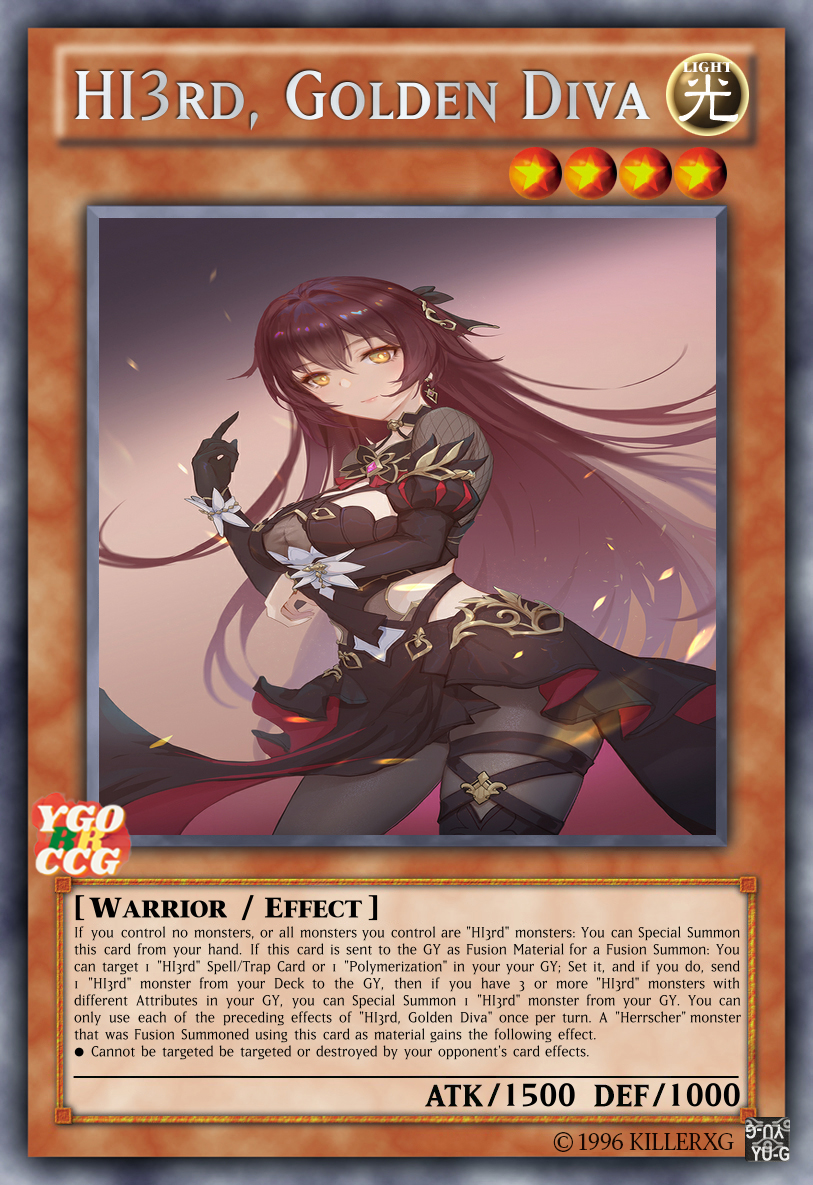 HI3RD, GOLDEN DIVA
LIGHT
光
YGO
RR
CCG
[ WARRIOR / EFFECT ]
If you control no monsters, or all monsters you control are "HI3rd" monsters: You can Special Summon
this card from your hand. If this card is sent to the GY as Fusion Material for a Fusion Summon: You
can target 1 "HI3rd" Spell/Trap Card or 1 "Polymerization" in your your GY; Set it, and if you do, send
1 "HI3rd" monster from your Deck to the GY, then if you have 3 or more "HI3rd" monsters with
different Attributes in your GY, you can Special Summon 1 "HI3rd" monster from your GY. You can
only use each of the preceding effects of "HI3rd, Golden Diva" once per turn. A "Herrscher" monster
that was Fusion Summoned using this card as material gains the following effect.
● Cannot be targeted be targeted or destroyed by your opponent's card effects.
ATK/1500 DEF/1000
© 1996 KILLERXG
YU-G